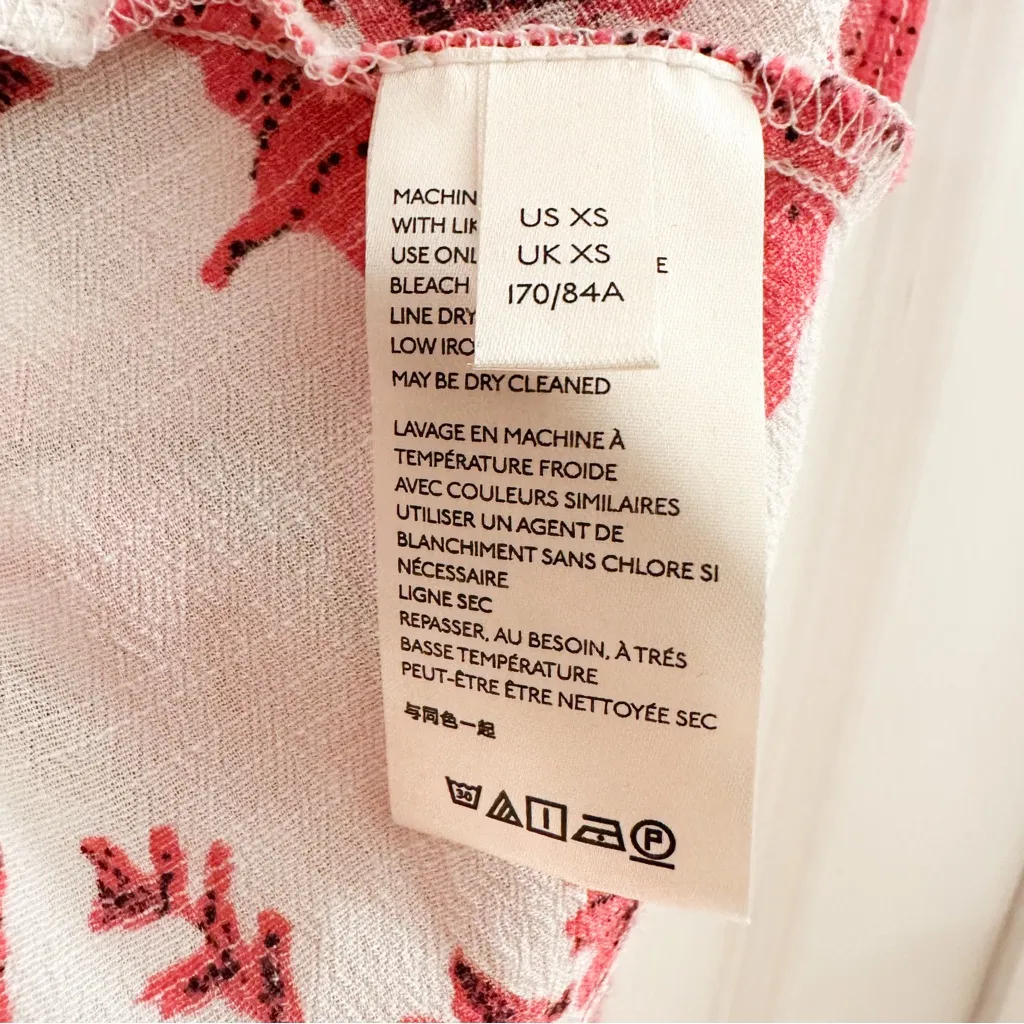 MACHIN
WITH LIK
USE ONL E
BLEACH
LINE DRY
LOW IRO
MAY BE DRY CLEANED
US XS
UK XS
170/84A
LAVAGE EN MACHINE À
TEMPÉRATURE FROIDE
AVEC COULEURS SIMILAIRES
UTILISER UN AGENT DE
BLANCHIMENT SANS CHLORE SI
NÉCESSAIRE
LIGNE SEC
REPASSER, AU BESOIN, À TRÉS
BASSE TEMPÉRATURE
PEUT-ÊTRE ÊTRE NETTOYÉE SEC
与同色一起
30 P